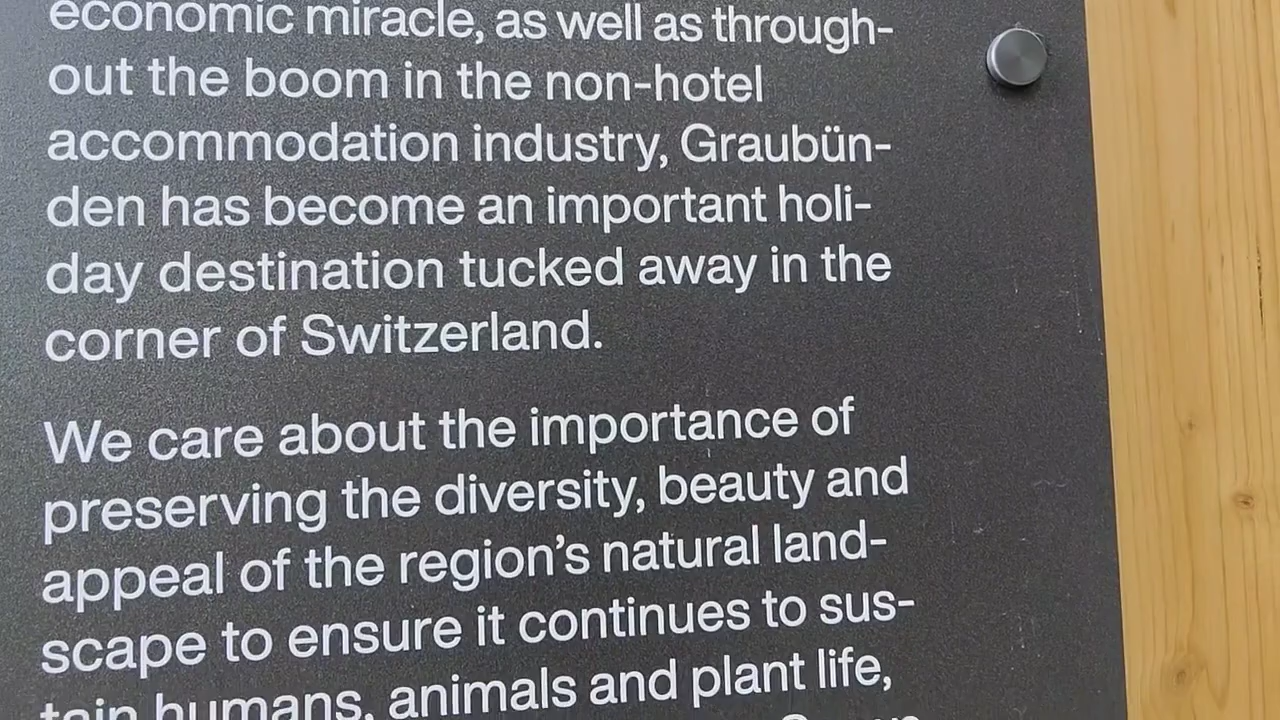 economic miracle, as well as through-
out the boom in the non-hotel
accommodation industry, Graubün-
den has become an important holi-
day destination tucked away in the
corner of Switzerland.
We care about the importance of
preserving the diversity, beauty and
appeal of the region’s natural land-
scape to ensure it continues to sus-
tain humans, animals and plant life,